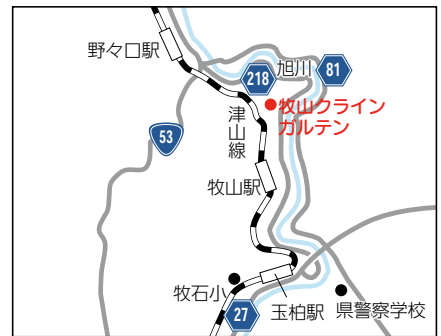 野々口駅
218
旭川
81
牧山クライン
ガルテン
53
津山線
牧山駅
牧石小
玉柏駅
県警察学校
27